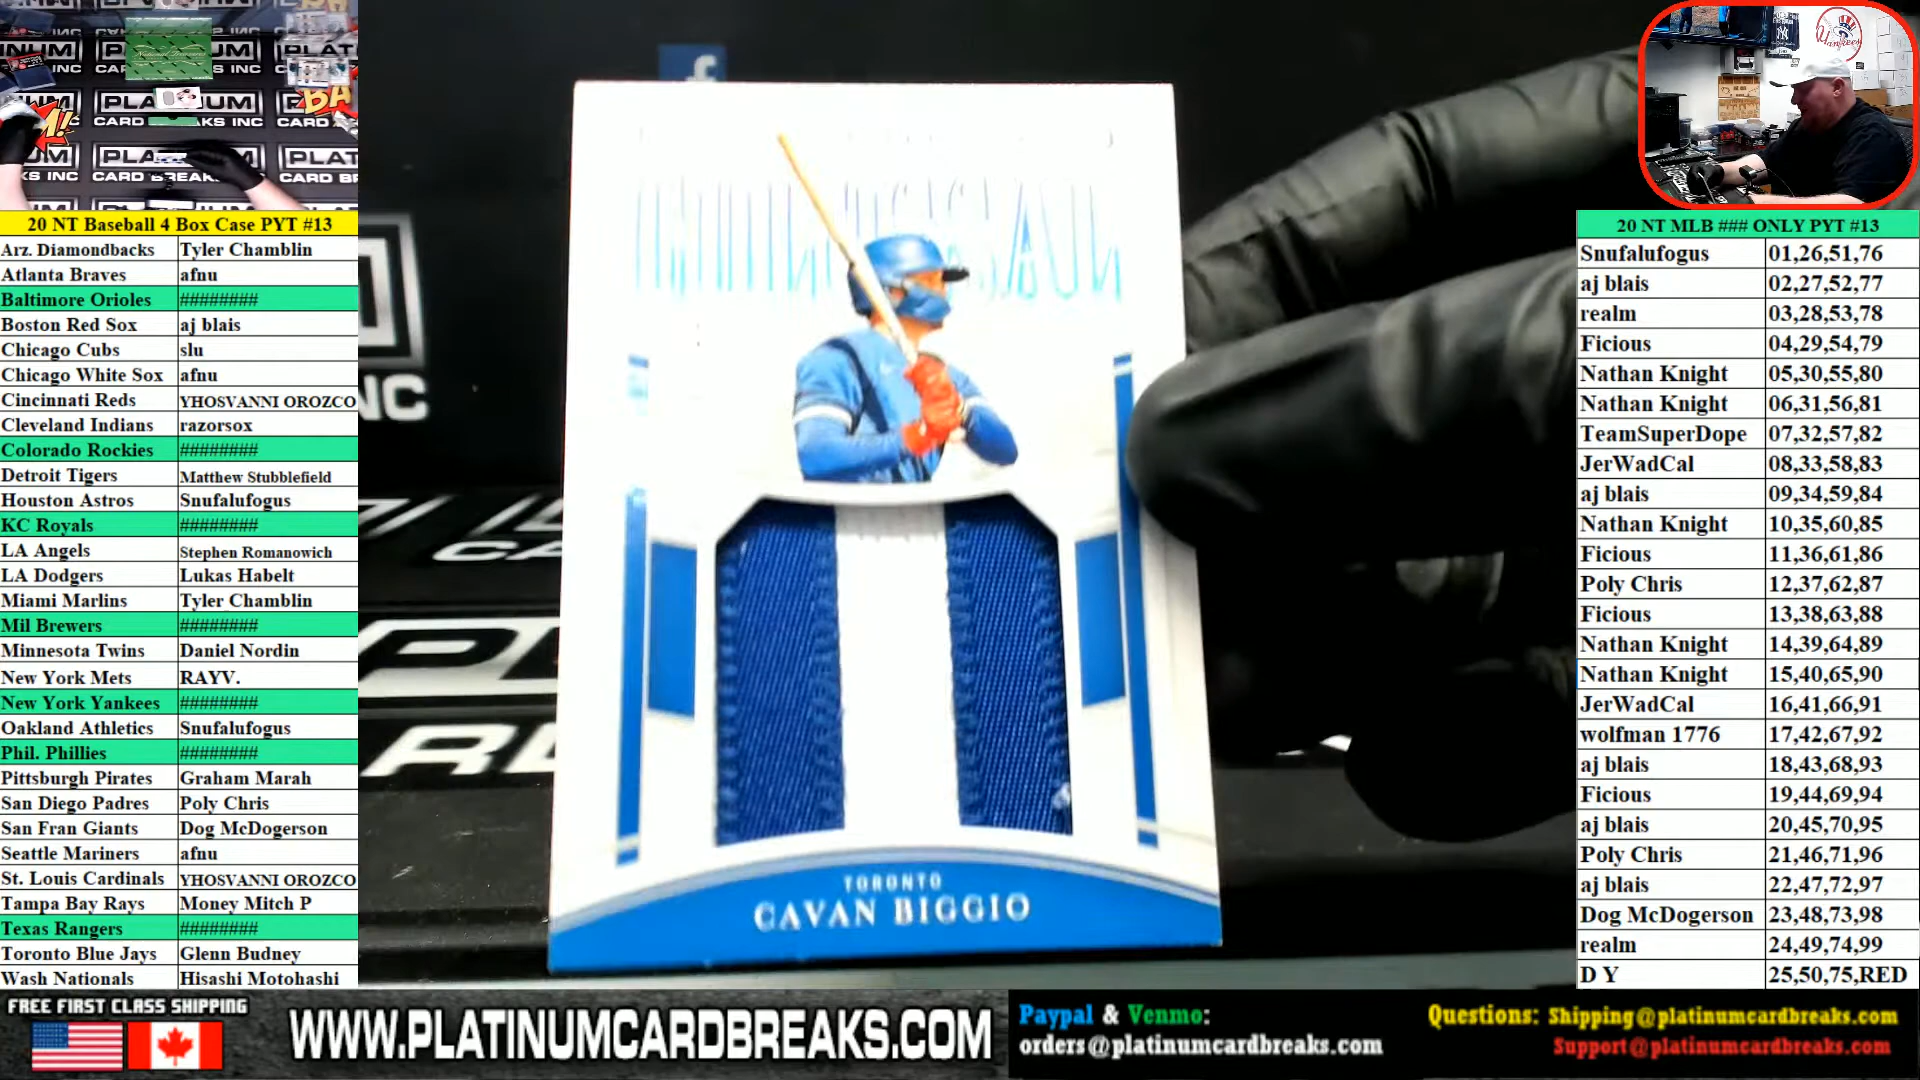 20 NT Baseball 4 Box Case PYT #13
Arz. Diamondbacks Tyler Chamblin
Atlanta Braves afnu
Baltimore Orioles ########
Boston Red Sox aj blais
Chicago Cubs slu
Chicago White Sox afnu
Cincinnati Reds YHOSVANNI OROZCO
Cleveland Indians razorsox
Colorado Rockies ########
Detroit Tigers Matthew Stubblefield
Houston Astros Snufalufogus
KC Royals ########
LA Angels Stephen Romanowich
LA Dodgers Lukas Habelt
Miami Marlins Tyler Chamblin
Mil Brewers ########
Minnesota Twins Daniel Nordin
New York Mets RAYV.
New York Yankees ########
Oakland Athletics Snufalufogus
Phil. Phillies ########
Pittsburgh Pirates Graham Marah
San Diego Padres Poly Chris
San Fran Giants Dog McDogerson
Seattle Mariners afnu
St. Louis Cardinals YHOSVANNI OROZCO
Tampa Bay Rays Money Mitch P
Texas Rangers ########
Toronto Blue Jays Glenn Budney
Wash Nationals Hisashi Motohashi
PLATINUM
CARD BREAKS INC
TORONTO
CAVAN BIGGIO
20 NT MLB ### ONLY PYT #13
Snufalufogus 01,26,51,76
aj blais 02,27,52,77
realm 03,28,53,78
Ficious 04,29,54,79
Nathan Knight 05,30,55,80
Nathan Knight 06,31,56,81
TeamSuperDope 07,32,57,82
JerWadCal 08,33,58,83
aj blais 09,34,59,84
Nathan Knight 10,35,60,85
Ficious 11,36,61,86
Poly Chris 12,37,62,87
Ficious 13,38,63,88
Nathan Knight 14,39,64,89
Nathan Knight 15,40,65,90
JerWadCal 16,41,66,91
wolfman 1776 17,42,67,92
aj blais 18,43,68,93
Ficious 19,44,69,94
aj blais 20,45,70,95
Poly Chris 21,46,71,96
aj blais 22,47,72,97
Dog McDogerson 23,48,73,98
realm 24,49,74,99
D Y 25,50,75,RED
FREE FIRST CLASS SHIPPING
WWW.PLATINUMCARDBREAKS.COM
Paypal & Venmo:
orders@platinumcardbreaks.com
Questions: Shipping@platinumcardbreaks.com
Support@platinumcardbreaks.com